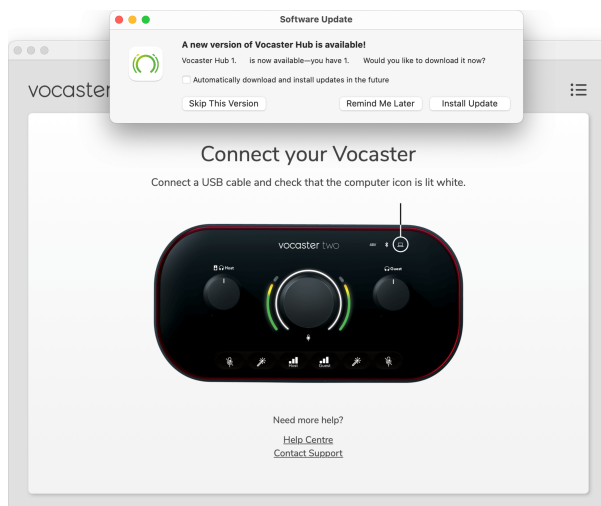 Software Update
A new version of Vocaster Hub is available!
Vocaster Hub 1. is now available—you have 1. Would you like to download it now?
Automatically download and install updates in the future
Skip This Version
Remind Me Later
Install Update
vocaster
Connect your Vocaster
Connect a USB cable and check that the computer icon is lit white.
vocaster two
48V
Host
Guest
Host
Guest
Need more help?
Help Centre
Contact Support